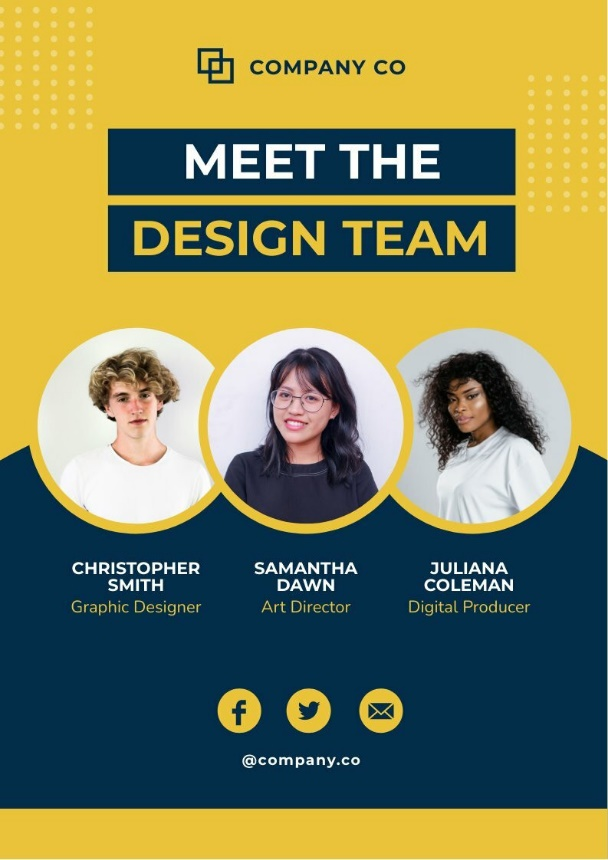 COMPANY CO
MEET THE
DESIGN TEAM
CHRISTOPHER
SMITH
Graphic Designer
SAMANTHA
DAWN
Art Director
JULIANA
COLEMAN
Digital Producer
@company.co